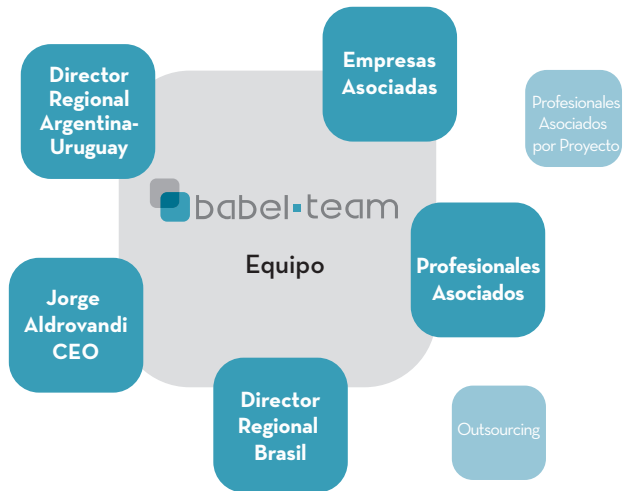 Director
Regional
Argentina-
Uruguay
Empresas
Asociadas
Profesionales
Asociados
por Proyecto
babel·team
Equipo
Profesionales
Asociados
Jorge
Aldrovandi
CEO
Director
Regional
Brasil
Outsourcing